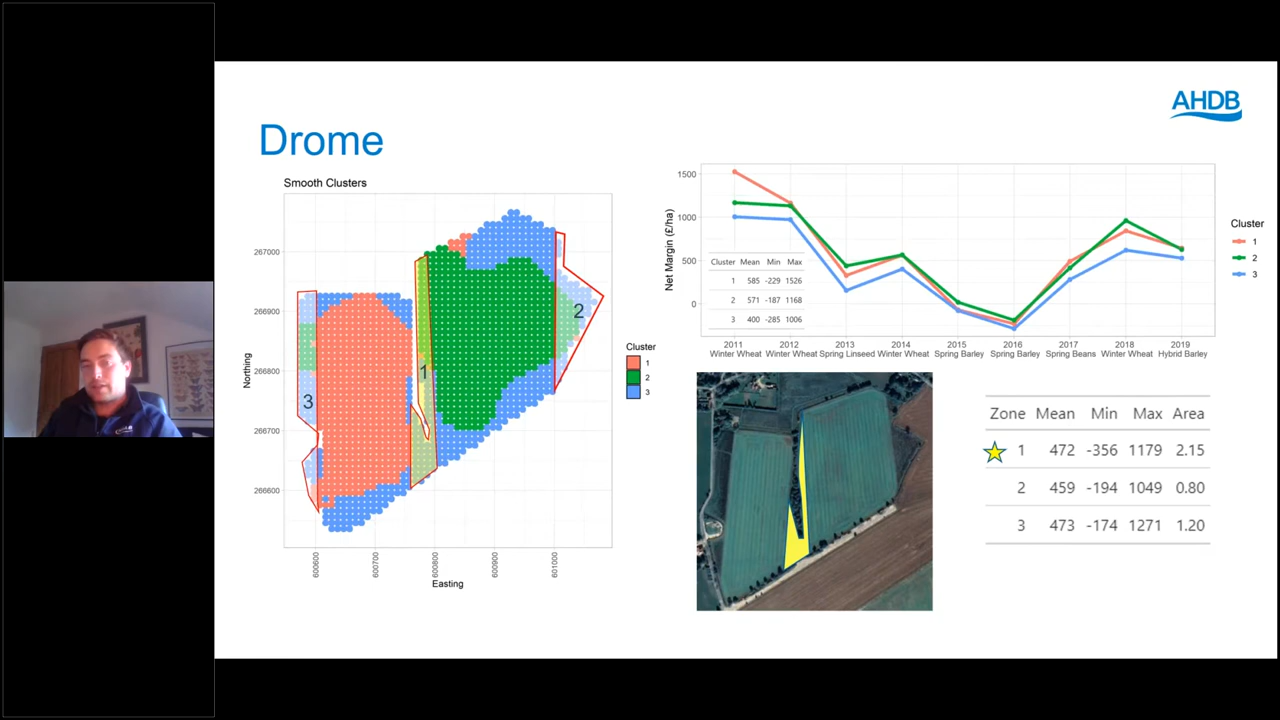 AHDB
Drome
Smooth Clusters
Northing
267000
266900
266800
266700
266600
600600
600700
600800
600900
601000
Easting
3
1
2
Cluster
1
2
3
Net Margin (£/ha)
1500
1000
500
0
Cluster Mean Min Max
1 585 -229 1526
2 571 -187 1168
3 400 -285 1006
2011 2012 2013 2014 2015 2016 2017 2018 2019
Winter Wheat Winter Wheat Spring Linseed Winter Wheat Spring Barley Spring Barley Spring Beans Winter Wheat Hybrid Barley
Cluster
1
2
3
Zone Mean Min Max Area
1 472 -356 1179 2.15
2 459 -194 1049 0.80
3 473 -174 1271 1.20